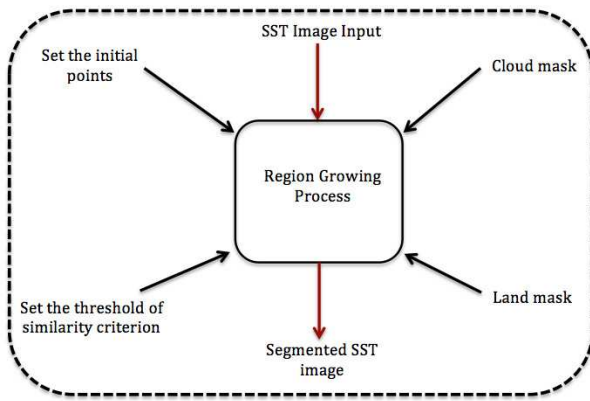 SST Image Input
Set the initial
points
Cloud mask
Region Growing
Process
Set the threshold of
similarity criterion
Land mask
Segmented SST
image